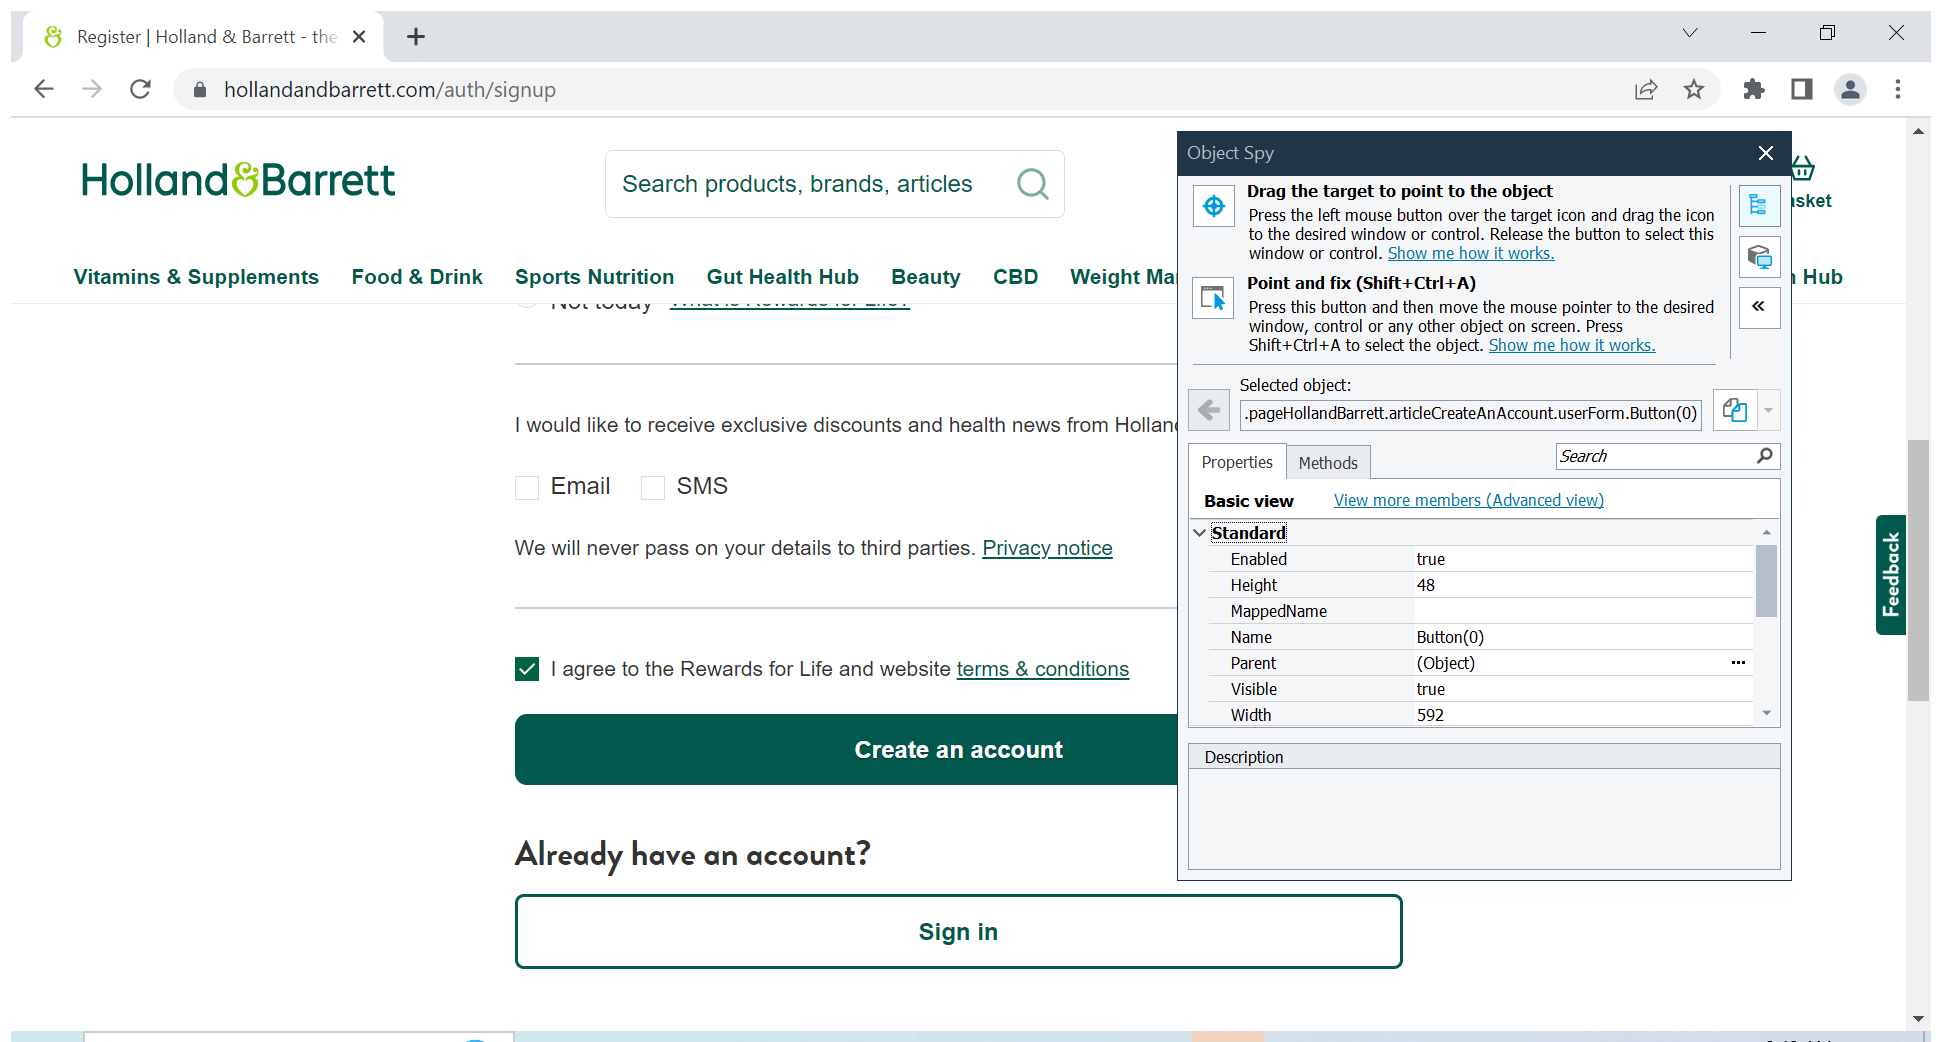 Register | Holland & Barrett - the
hollandandbarrett.com/auth/signup
Holland&Barrett
Search products, brands, articles
asket
Vitamins & Supplements Food & Drink Sports Nutrition Gut Health Hub Beauty CBD Weight Ma
Hub
Not today What is Rewards for Life?
I would like to receive exclusive discounts and health news from Hollan
Email SMS
We will never pass on your details to third parties. Privacy notice
I agree to the Rewards for Life and website terms & conditions
Create an account
Already have an account?
Sign in
Feedback
Object Spy
Drag the target to point to the object
Press the left mouse button over the target icon and drag the icon
to the desired window or control. Release the button to select this
window or control. Show me how it works.
Point and fix (Shift+Ctrl+A)
Press this button and then move the mouse pointer to the desired
window, control or any other object on screen. Press
Shift+Ctrl+A to select the object. Show me how it works.
Selected object:
.pageHollandBarrett.articleCreateAnAccount.userForm.Button(0)
Properties Methods Search
Basic view View more members (Advanced view)
Standard
Enabled true
Height 48
MappedName
Name Button(0)
Parent (Object) ...
Visible true
Width 592
Description